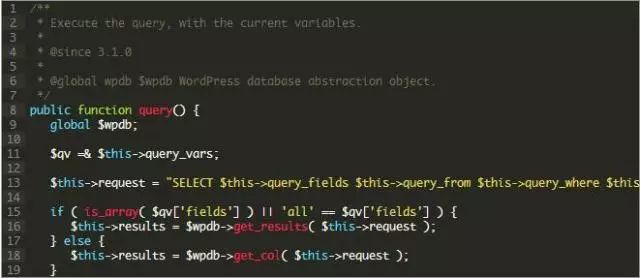 1 /**
2  * Execute the query, with the current variables.
3  *
4  * @since 3.1.0
5  *
6  * @global wpdb $wpdb WordPress database abstraction object.
7  */
8 public function query() {
9     global $wpdb;
10
11     $qv =& $this->query_vars;
12
13     $this->request = "SELECT $this->query_fields $this->query_from $this->query_where $this
14
15     if ( is_array( $qv['fields'] ) || 'all' == $qv['fields'] ) {
16         $this->results = $wpdb->get_results( $this->request );
17     } else {
18         $this->results = $wpdb->get_col( $this->request );
19     }